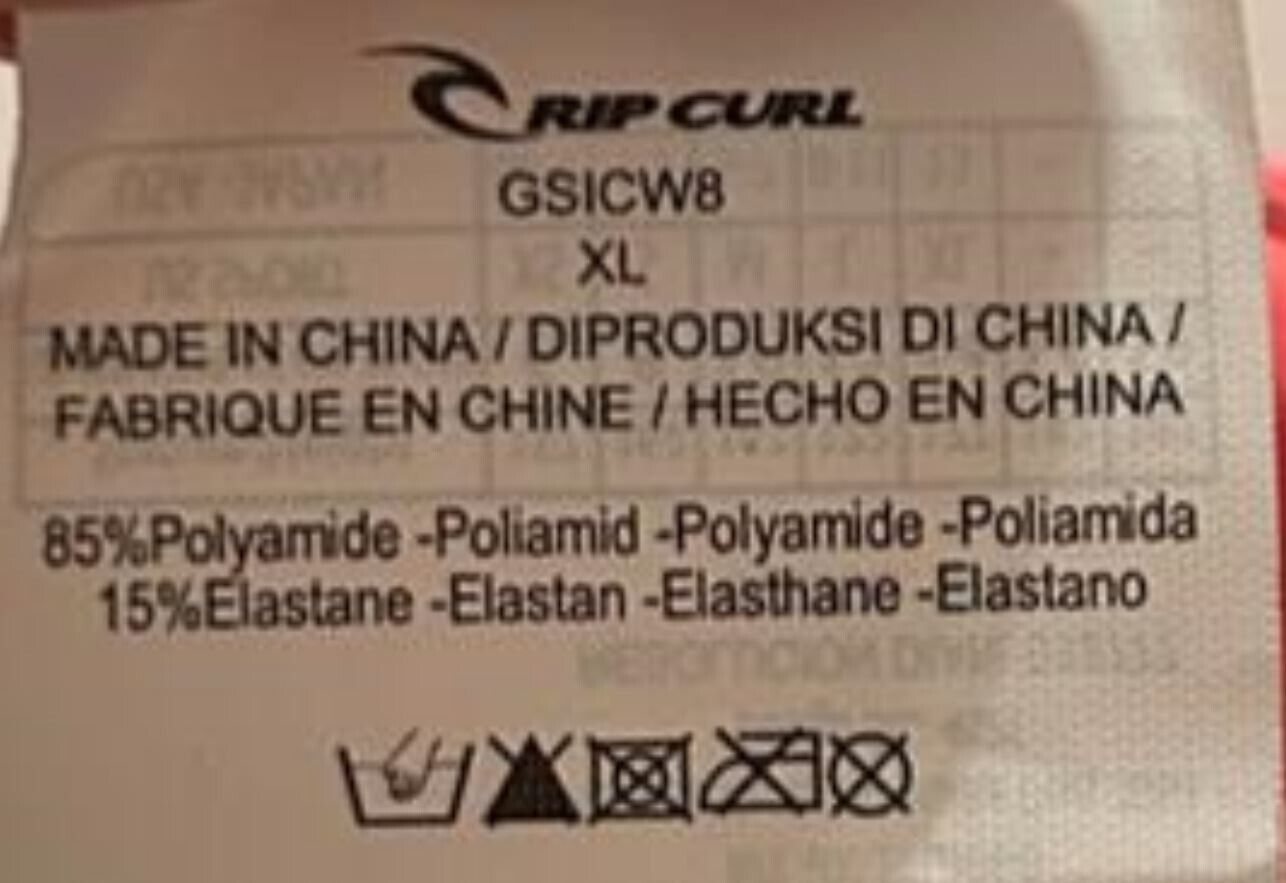 RIP CURL
GSICW8
XL
MADE IN CHINA / DIPRODUKSI DI CHINA /
FABRIQUE EN CHINE / HECHO EN CHINA
85%Polyamide -Poliamid -Polyamide -Poliamida
15%Elastane -Elastan -Elasthane -Elastano